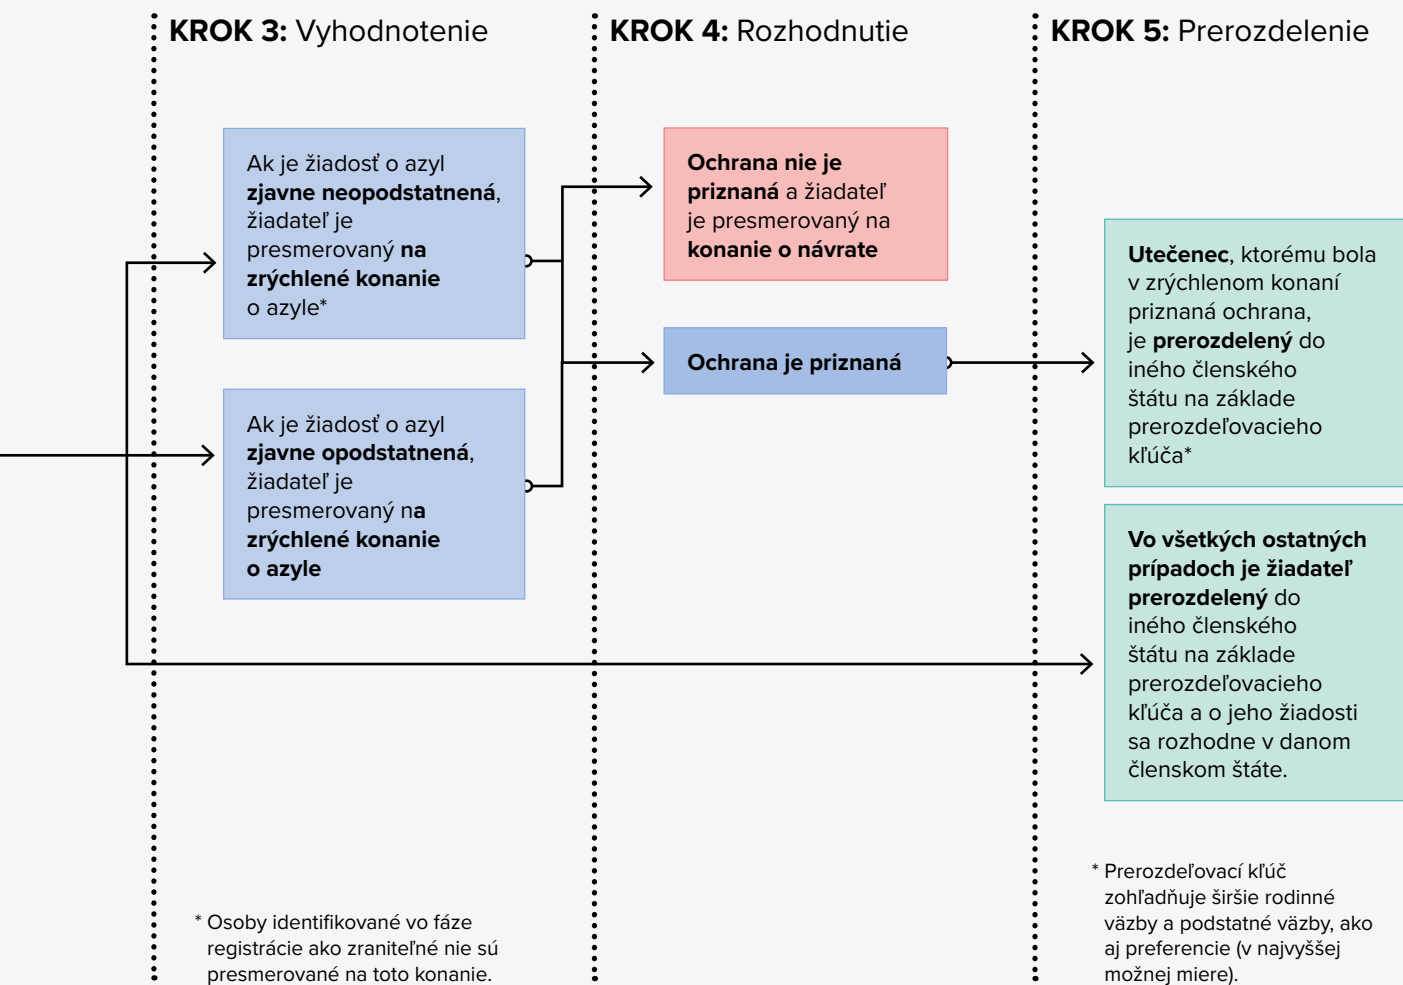 KROK 3: Vyhodnotenie
Ak je žiadosť o azyl
zjavne neopodstatnená,
žiadateľ je
presmerovaný na
zrýchlené konanie
o azyle*
Ak je žiadosť o azyl
zjavne opodstatnená,
žiadateľ je
presmerovaný na
zrýchlené konanie
o azyle
* Osoby identifikované vo fáze
registrácie ako zraniteľné nie sú
presmerované na toto konanie.
KROK 4: Rozhodnutie
Ochrana nie je
priznaná a žiadateľ
je presmerovaný na
konanie o návrate
Ochrana je priznaná
KROK 5: Prerozdelenie
Utečenec, ktorému bola
v zrýchlenom konaní
priznaná ochrana,
je prerozdelený do
iného členského
štátu na základe
prerozdeľovacieho
kľúča*
Vo všetkých ostatných
prípadoch je žiadateľ
prerozdelený do
iného členského
štátu na základe
prerozdeľovacieho
kľúča a o jeho žiadosti
sa rozhodne v danom
členskom štáte.
* Prerozdeľovací kľúč
zohľadňuje širšie rodinné
väzby a podstatné väzby, ako
aj preferencie (v najvyššej
možnej miere).